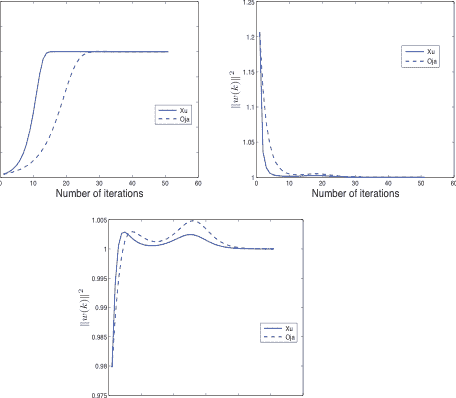 Xu
Oja
0
10
20
30
40
50
60
Number of iterations
1.25
1.2
1.15
1.1
1.05
1
||w(k)||²
Xu
Oja
0
10
20
30
40
50
60
Number of iterations
1.005
1
0.995
0.99
0.985
0.98
0.975
||w(k)||²
Xu
Oja